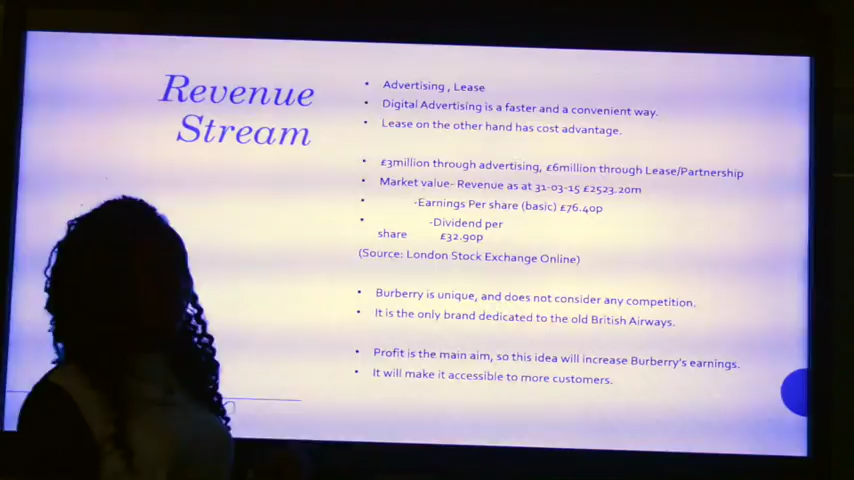 Revenue
Stream
• Advertising , Lease
• Digital Advertising is a faster and a convenient way.
• Lease on the other hand has cost advantage.
• £3million through advertising, £6million through Lease/Partnership
• Market value- Revenue as at 31-03-15 £2523.20m
• -Earnings Per share (basic) £76.40p
• -Dividend per
share £32.90p
(Source: London Stock Exchange Online)
• Burberry is unique, and does not consider any competition.
• It is the only brand dedicated to the old British Airways.
• Profit is the main aim, so this idea will increase Burberry's earnings.
• It will make it accessible to more customers.